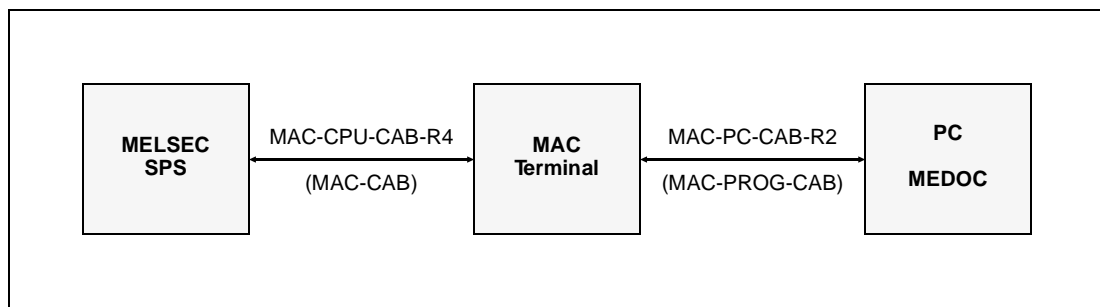 MELSEC
SPS
MAC-CPU-CAB-R4
(MAC-CAB)
MAC
Terminal
MAC-PC-CAB-R2
(MAC-PROG-CAB)
PC
MEDOC